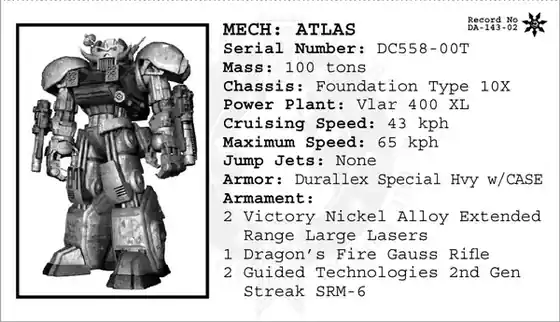 Record No
DA-143-02
MECH: ATLAS
Serial Number: DC558-00T
Mass: 100 tons
Chassis: Foundation Type 10X
Power Plant: Vlar 400 XL
Cruising Speed: 43 kph
Maximum Speed: 65 kph
Jump Jets: None
Armor: Durallex Special Hvy w/CASE
Armament:
2 Victory Nickel Alloy Extended
Range Large Lasers
1 Dragon's Fire Gauss Rifle
2 Guided Technologies 2nd Gen
Streak SRM-6